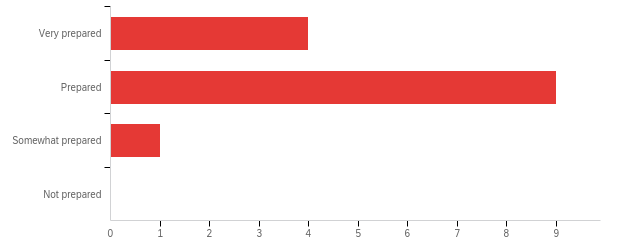 Very prepared
Prepared
Somewhat prepared
Not prepared
0 1 2 3 4 5 6 7 8 9